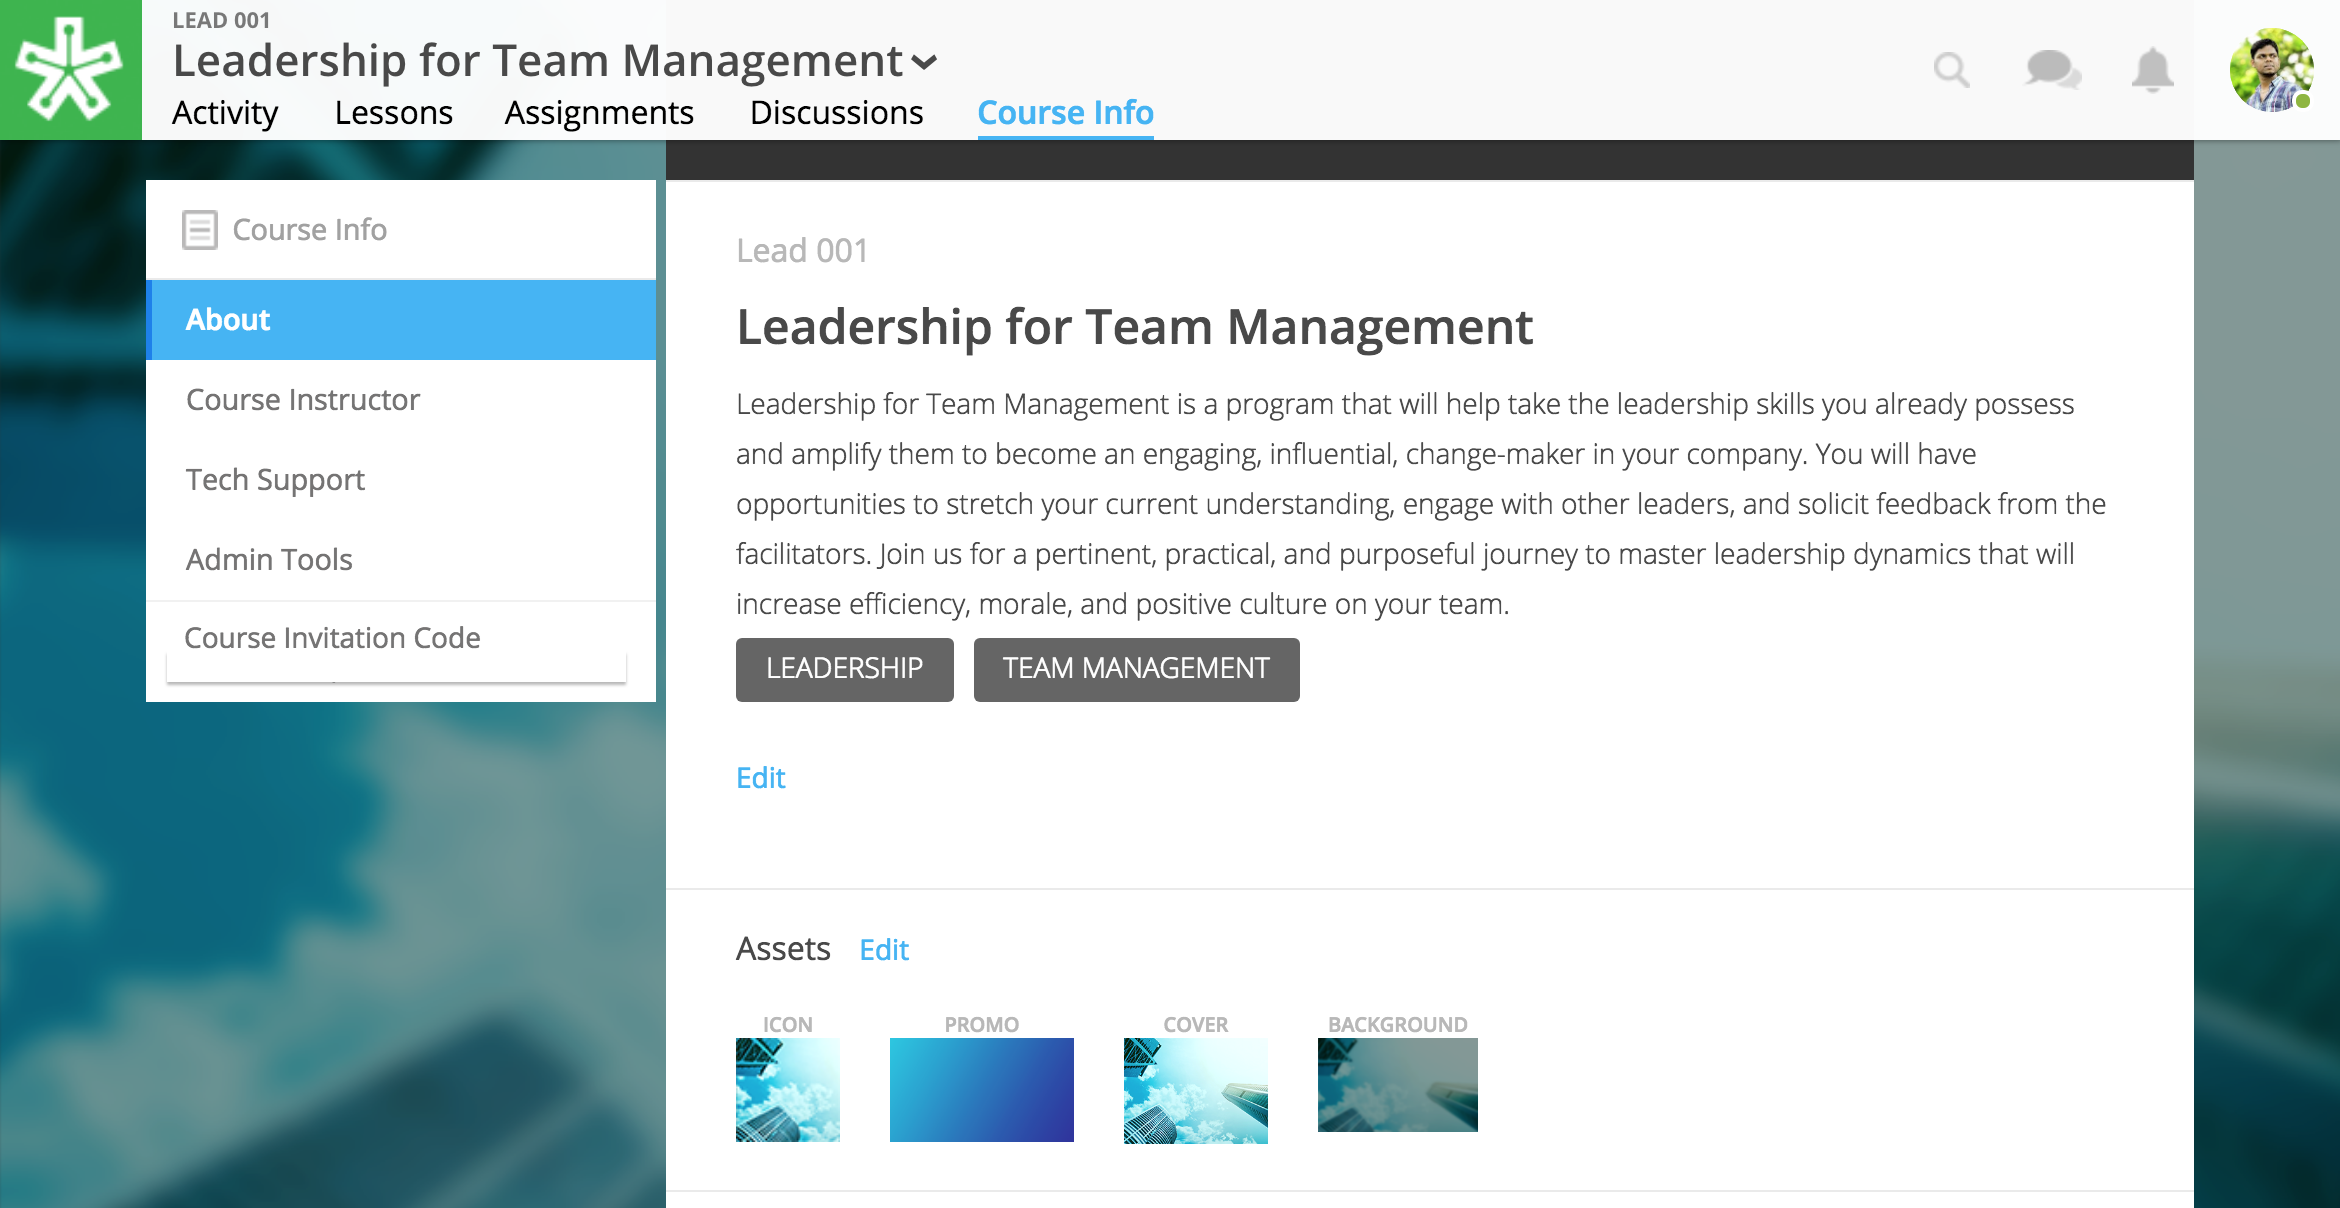 LEAD 001
Leadership for Team Management
Activity Lessons Assignments Discussions Course Info
Course Info
About
Course Instructor
Tech Support
Admin Tools
Course Invitation Code
Lead 001
Leadership for Team Management
Leadership for Team Management is a program that will help take the leadership skills you already possess
and amplify them to become an engaging, influential, change-maker in your company. You will have
opportunities to stretch your current understanding, engage with other leaders, and solicit feedback from the
facilitators. Join us for a pertinent, practical, and purposeful journey to master leadership dynamics that will
increase efficiency, morale, and positive culture on your team.
LEADERSHIP TEAM MANAGEMENT
Edit
Assets Edit
ICON PROMO COVER BACKGROUND